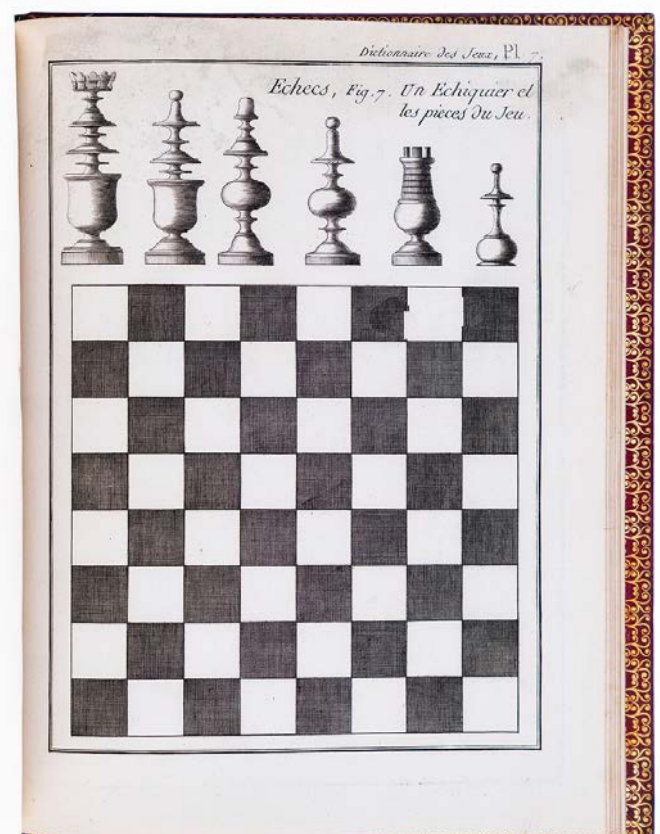 Dictionnaire des Jeux, Pl. 7.
Echecs, Fig. 7. Un Echiquier et
les pieces du Jeu.